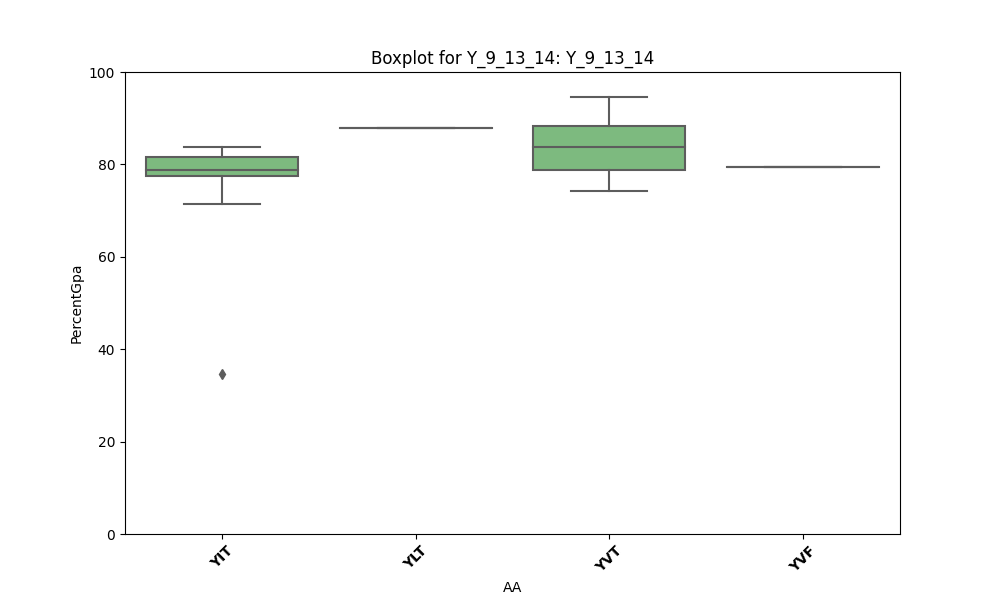 Boxplot for Y_9_13_14: Y_9_13_14
100
80
60
40
20
0
PercentGpa
YIT
YLT
YVT
YVF
AA